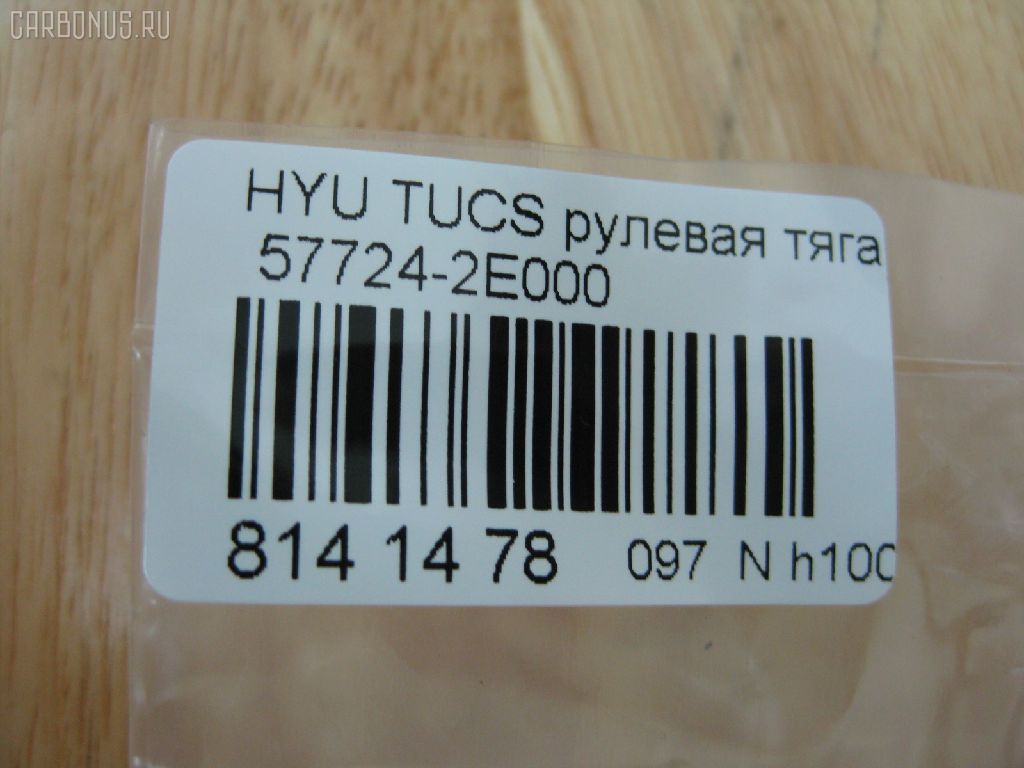 CARBONUS.RU
HYU TUCS рулевая тяга
57724-2E000
814 14 78 097 N h100